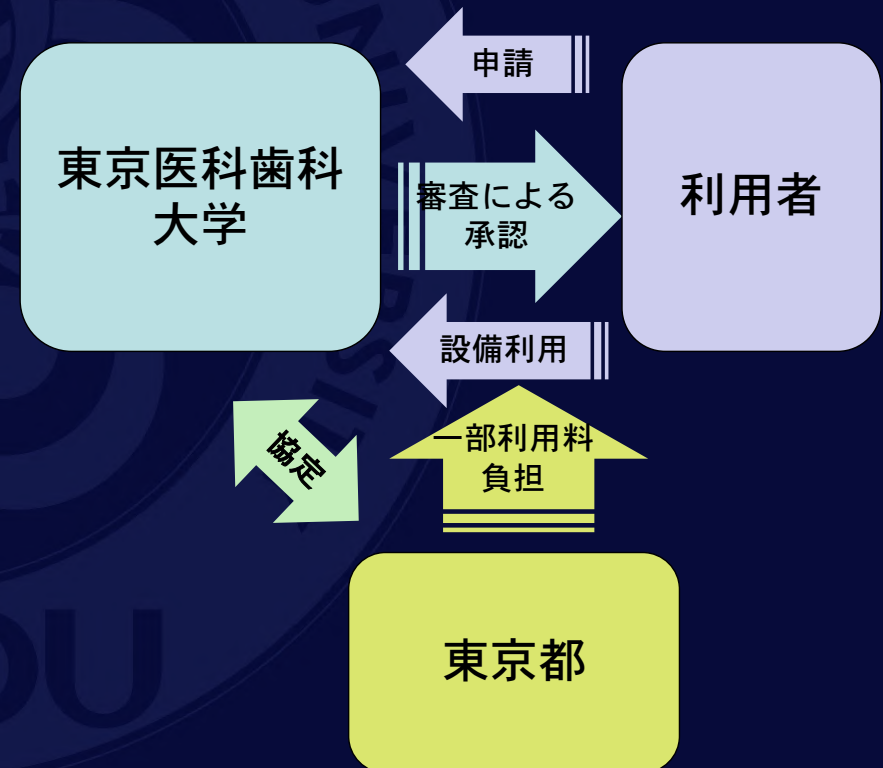 申請
東京医科歯科
大学
審査による
承認
利用者
設備利用
協定
一部利用料
負担
東京都